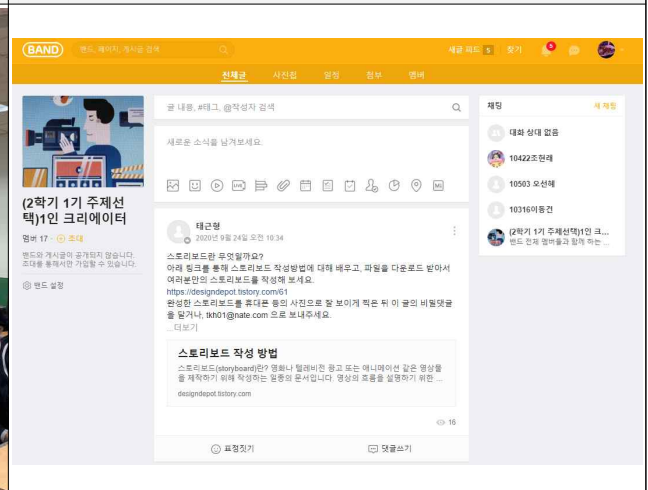 BAND
밴드, 페이지, 게시글 검색
새글 피드 5 찾기
전체글 사진첩 일정 첨부 멤버
(2학기 1기 주제선
택)1인 크리에이터
멤버 17 · 초대
밴드와 게시글이 공개되지 않습니다.
초대를 통해서만 가입할 수 있습니다.
밴드 설정
글 내용, #태그, @작성자 검색
새로운 소식을 남겨보세요.
LIVE
태근형
2020년 9월 24일 오전 10:34
스토리보드란 무엇일까요?
아래 링크를 통해 스토리보드 작성방법에 대해 배우고, 파일을 다운로드 받아서
여러분만의 스토리보드를 작성해 보세요.
https://designdepot.tistory.com/61
완성한 스토리보드를 휴대폰 등의 사진으로 잘 보이게 찍은 뒤 이 글의 비밀댓글
을 달거나, tkh01@nate.com 으로 보내주세요.
...더보기
스토리보드 작성 방법
스토리보드(storyboard)란? 영화나 텔레비전 광고 또는 애니메이션 같은 영상물
을 제작하기 위해 작성하는 일종의 문서입니다. 영상의 흐름을 설명하기 위한 ...
designdepot.tistory.com
16
표정짓기
댓글쓰기
채팅
새 채팅
대화 상대 없음
10422조현래
10503 오선혜
10316이동건
(2학기 1기 주제선택)1인 크...
밴드 전체 멤버들과 함께 하는 ...